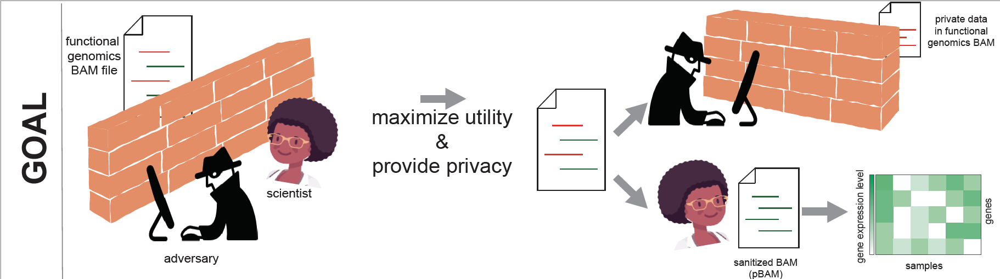 GOAL
functional
genomics
BAM file
scientist
adversary
maximize utility
&
provide privacy
private data
in functional
genomics BAM
sanitized BAM
(pBAM)
gene expression level
genes
samples